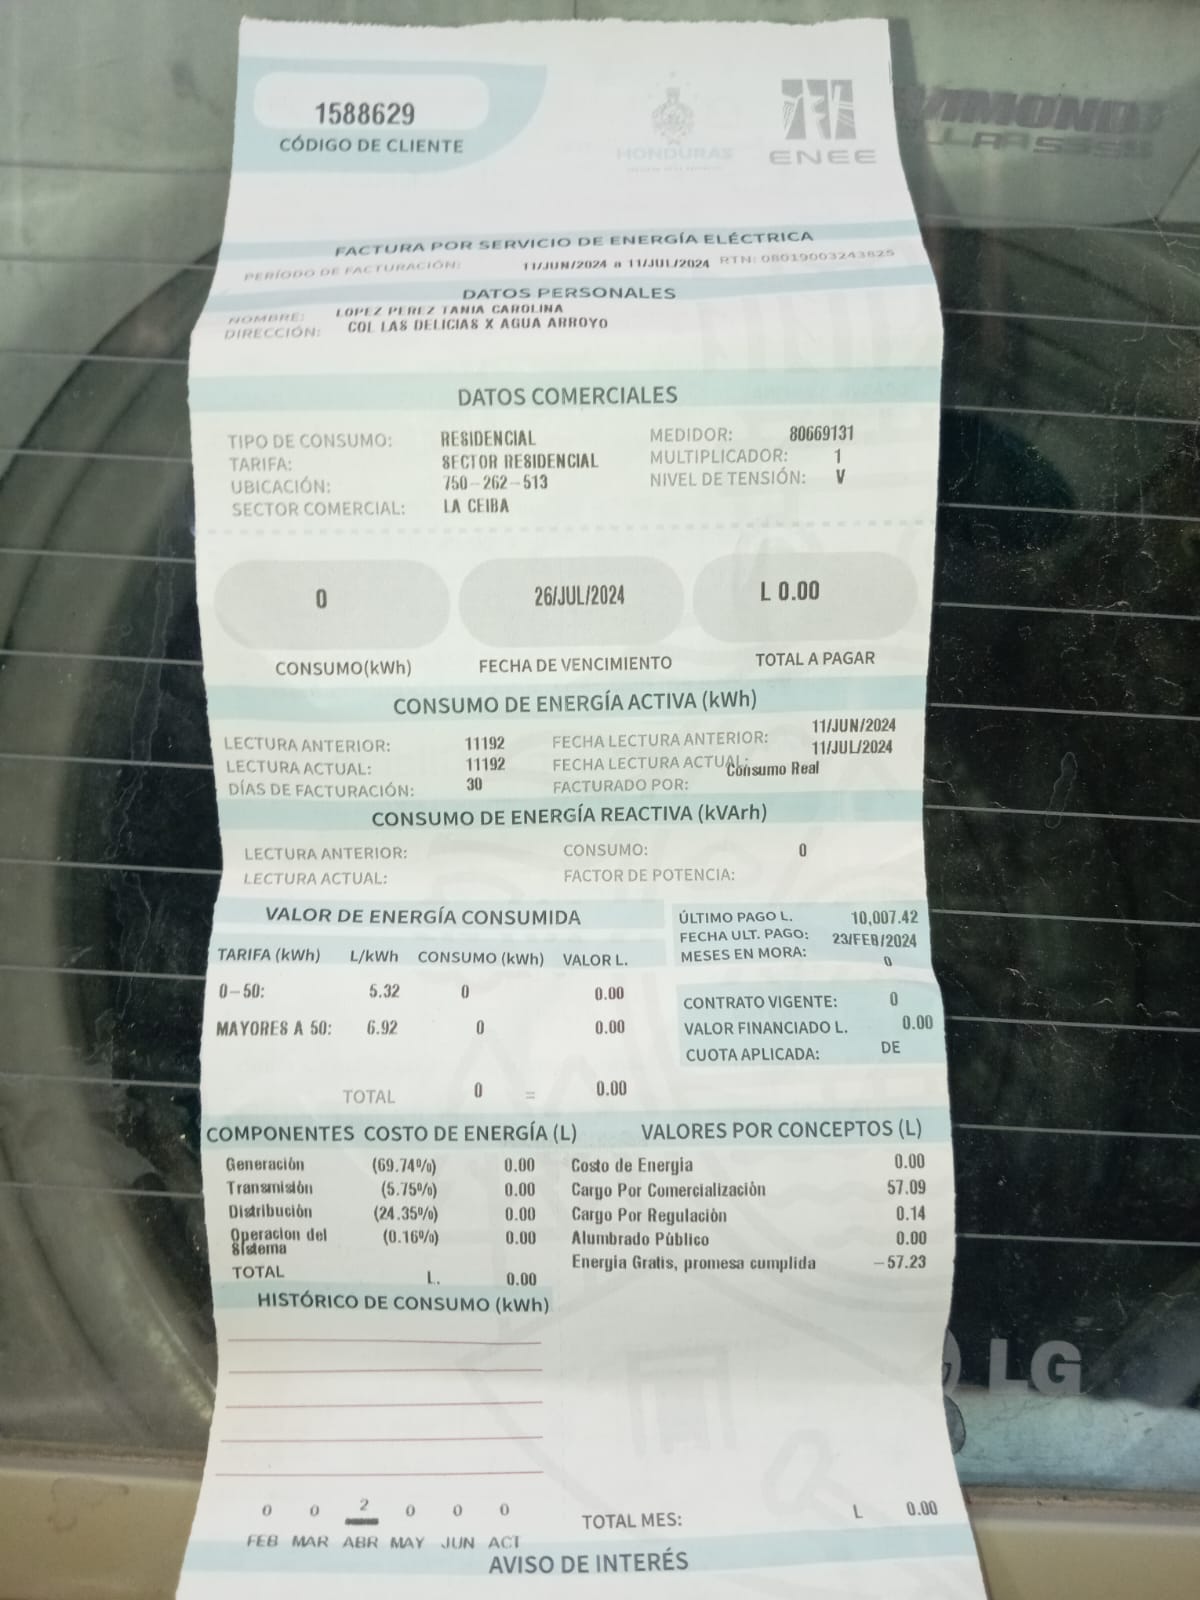 1588629
CÓDIGO DE CLIENTE
HONDURAS
ENEE
FACTURA POR SERVICIO DE ENERGÍA ELÉCTRICA
PERÍODO DE FACTURACIÓN: 11/JUN/2024 a 11/JUL/2024 RTN: 08019003243825
DATOS PERSONALES
NOMBRE: LOPEZ PEREZ TANIA CAROLINA
DIRECCIÓN: COL LAS DELICIAS X AGUA ARROYO
DATOS COMERCIALES
TIPO DE CONSUMO: RESIDENCIAL MEDIDOR: 80669131
TARIFA: SECTOR RESIDENCIAL MULTIPLICADOR: 1
UBICACIÓN: 750-262-513 NIVEL DE TENSIÓN: V
SECTOR COMERCIAL: LA CEIBA
0 26/JUL/2024 L 0.00
CONSUMO(kWh) FECHA DE VENCIMIENTO TOTAL A PAGAR
CONSUMO DE ENERGÍA ACTIVA (kWh)
LECTURA ANTERIOR: 11192 FECHA LECTURA ANTERIOR: 11/JUN/2024
LECTURA ACTUAL: 11192 FECHA LECTURA ACTUAL: 11/JUL/2024
DÍAS DE FACTURACIÓN: 30 FACTURADO POR: Consumo Real
CONSUMO DE ENERGÍA REACTIVA (kVArh)
LECTURA ANTERIOR: CONSUMO: 0
LECTURA ACTUAL: FACTOR DE POTENCIA:
VALOR DE ENERGÍA CONSUMIDA
TARIFA (kWh) L/kWh CONSUMO (kWh) VALOR L.
0-50: 5.32 0 0.00
MAYORES A 50: 6.92 0 0.00
TOTAL 0 = 0.00
ÚLTIMO PAGO L. 10,007.42
FECHA ULT. PAGO: 23/FEB/2024
MESES EN MORA: 0
CONTRATO VIGENTE: 0
VALOR FINANCIADO L. 0.00
CUOTA APLICADA: DE
COMPONENTES COSTO DE ENERGÍA (L)
Generación (69.74%) 0.00
Transmisión (5.75%) 0.00
Distribución (24.35%) 0.00
Operacion del
Sistema (0.16%) 0.00
TOTAL L. 0.00
VALORES POR CONCEPTOS (L)
Costo de Energia 0.00
Cargo Por Comercialización 57.09
Cargo Por Regulación 0.14
Alumbrado Público 0.00
Energia Gratis, promesa cumplida -57.23
HISTÓRICO DE CONSUMO (kWh)
0 0 2 0 0 0
FEB MAR ABR MAY JUN ACT
TOTAL MES: L 0.00
AVISO DE INTERÉS
LG